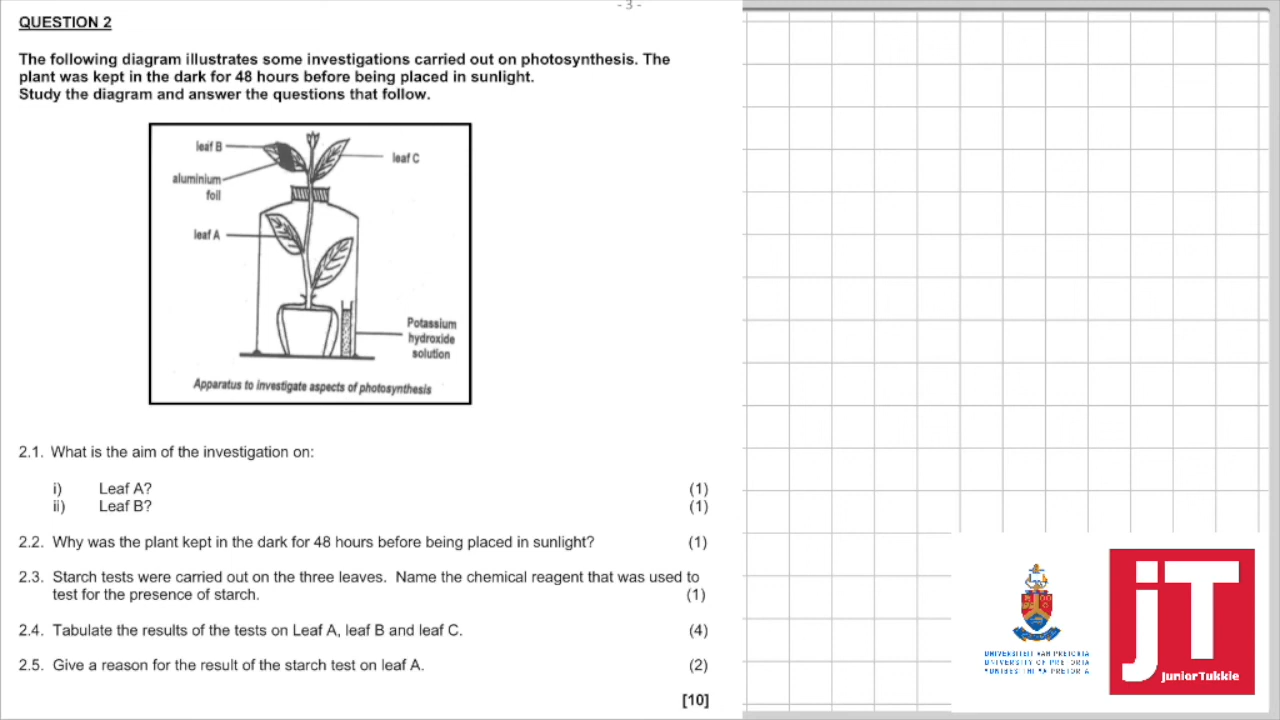 - 3 -
QUESTION 2
The following diagram illustrates some investigations carried out on photosynthesis. The
plant was kept in the dark for 48 hours before being placed in sunlight.
Study the diagram and answer the questions that follow.
leaf B
leaf C
aluminium
foil
leaf A
Potassium
hydroxide
solution
Apparatus to investigate aspects of photosynthesis
2.1. What is the aim of the investigation on:
i) Leaf A? (1)
ii) Leaf B? (1)
2.2. Why was the plant kept in the dark for 48 hours before being placed in sunlight? (1)
2.3. Starch tests were carried out on the three leaves. Name the chemical reagent that was used to
test for the presence of starch. (1)
2.4. Tabulate the results of the tests on Leaf A, leaf B and leaf C. (4)
2.5. Give a reason for the result of the starch test on leaf A. (2)
[10]
UNIVERSITEIT VAN PRETORIA
UNIVERSITY OF PRETORIA
YUNIBESITHI YA PRETORIA
jT
JuniorTukkie